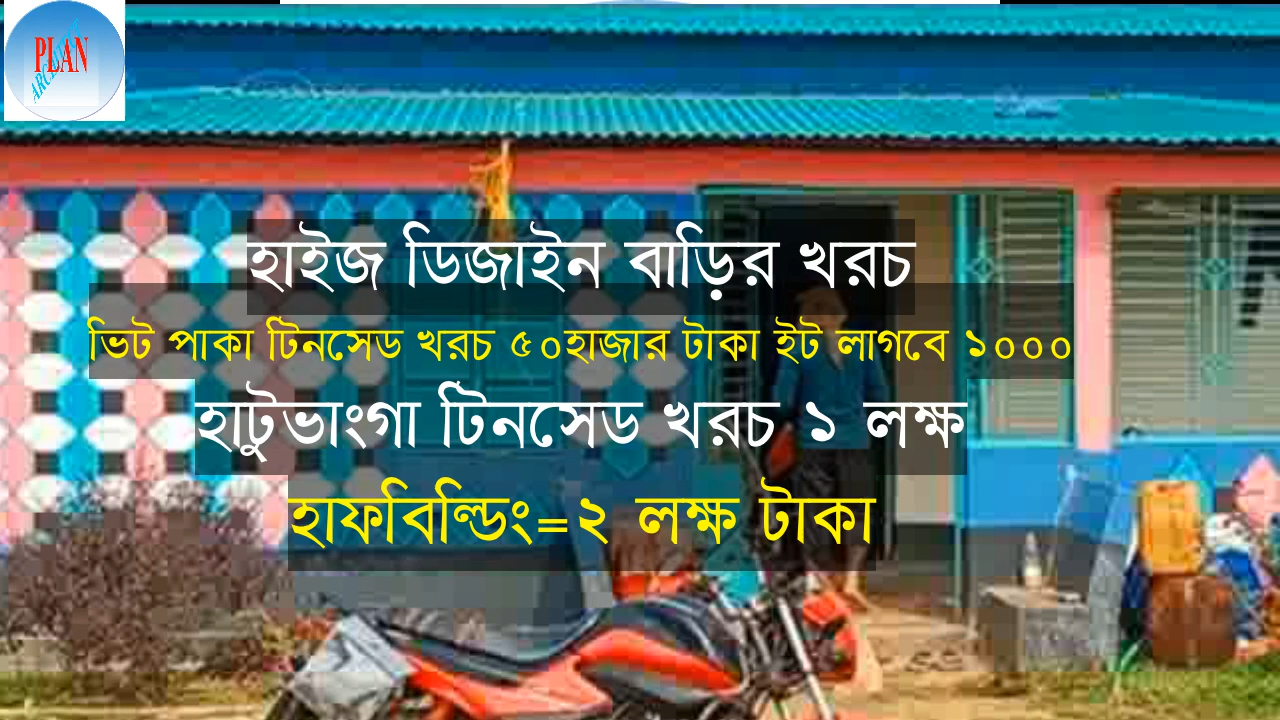 PLAN
হাইজ ডিজাইন বাড়ির খরচ
ভিট পাকা টিনসেড খরচ ৫০হাজার টাকা ইট লাগবে ১০০০
হাটুভাংগা টিনসেড খরচ ১ লক্ষ
হাফবিল্ডিং=২ লক্ষ টাকা